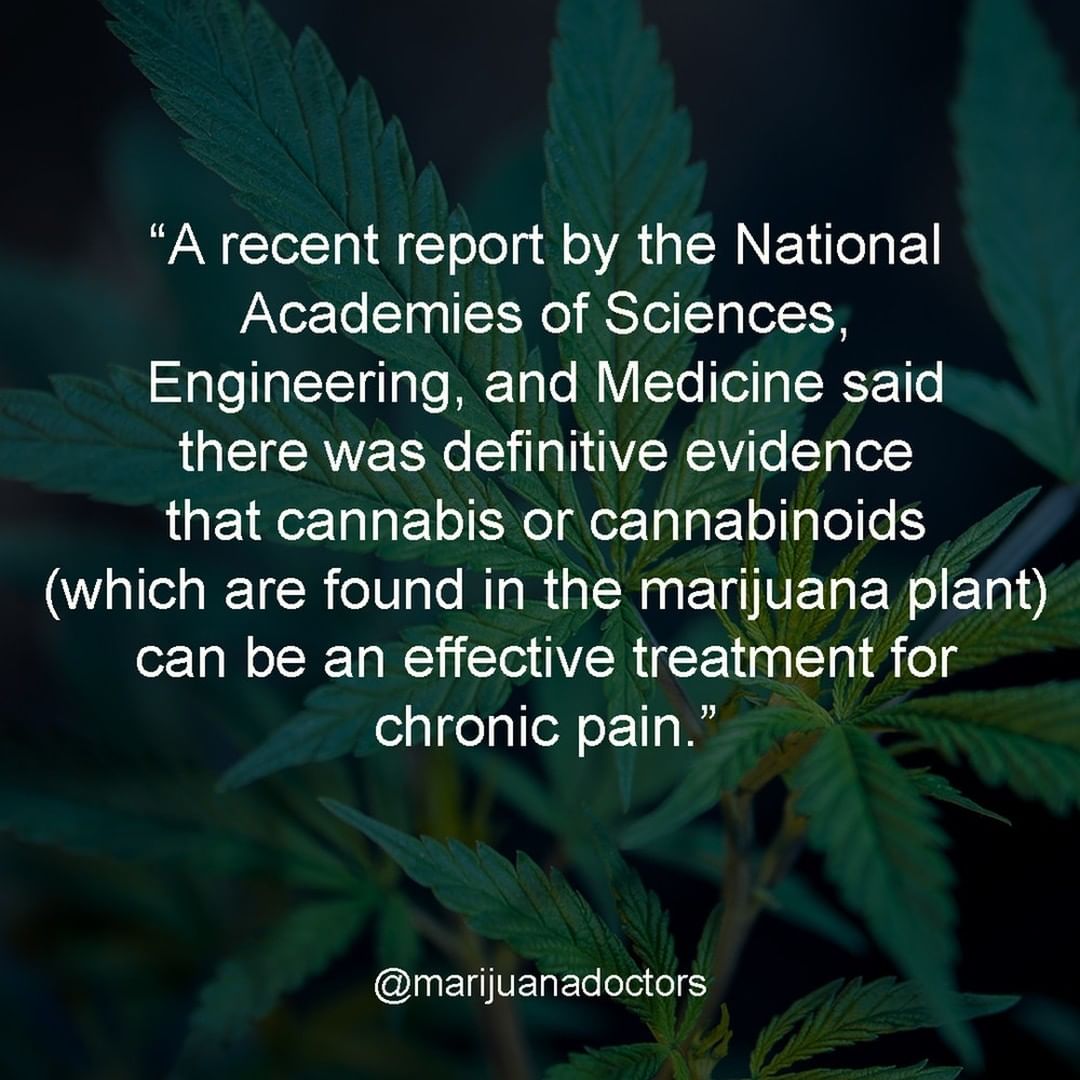 “A recent report by the National
Academies of Sciences,
Engineering, and Medicine said
there was definitive evidence
that cannabis or cannabinoids
(which are found in the marijuana plant)
can be an effective treatment for
chronic pain.”
@marijuanadoctors